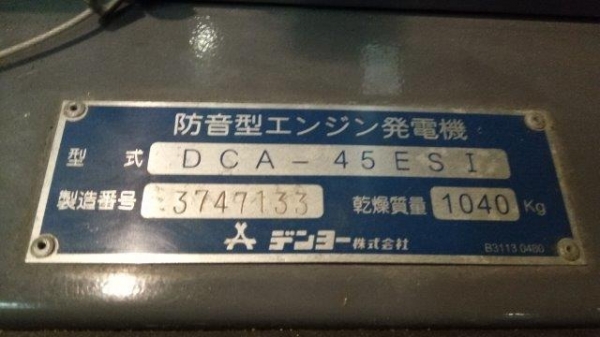 防音型エンジン発電機
型 式 DCA-45ESI
製造番号 3747133 乾燥質量 1040 Kg
デンヨー株式会社 B3113 0480